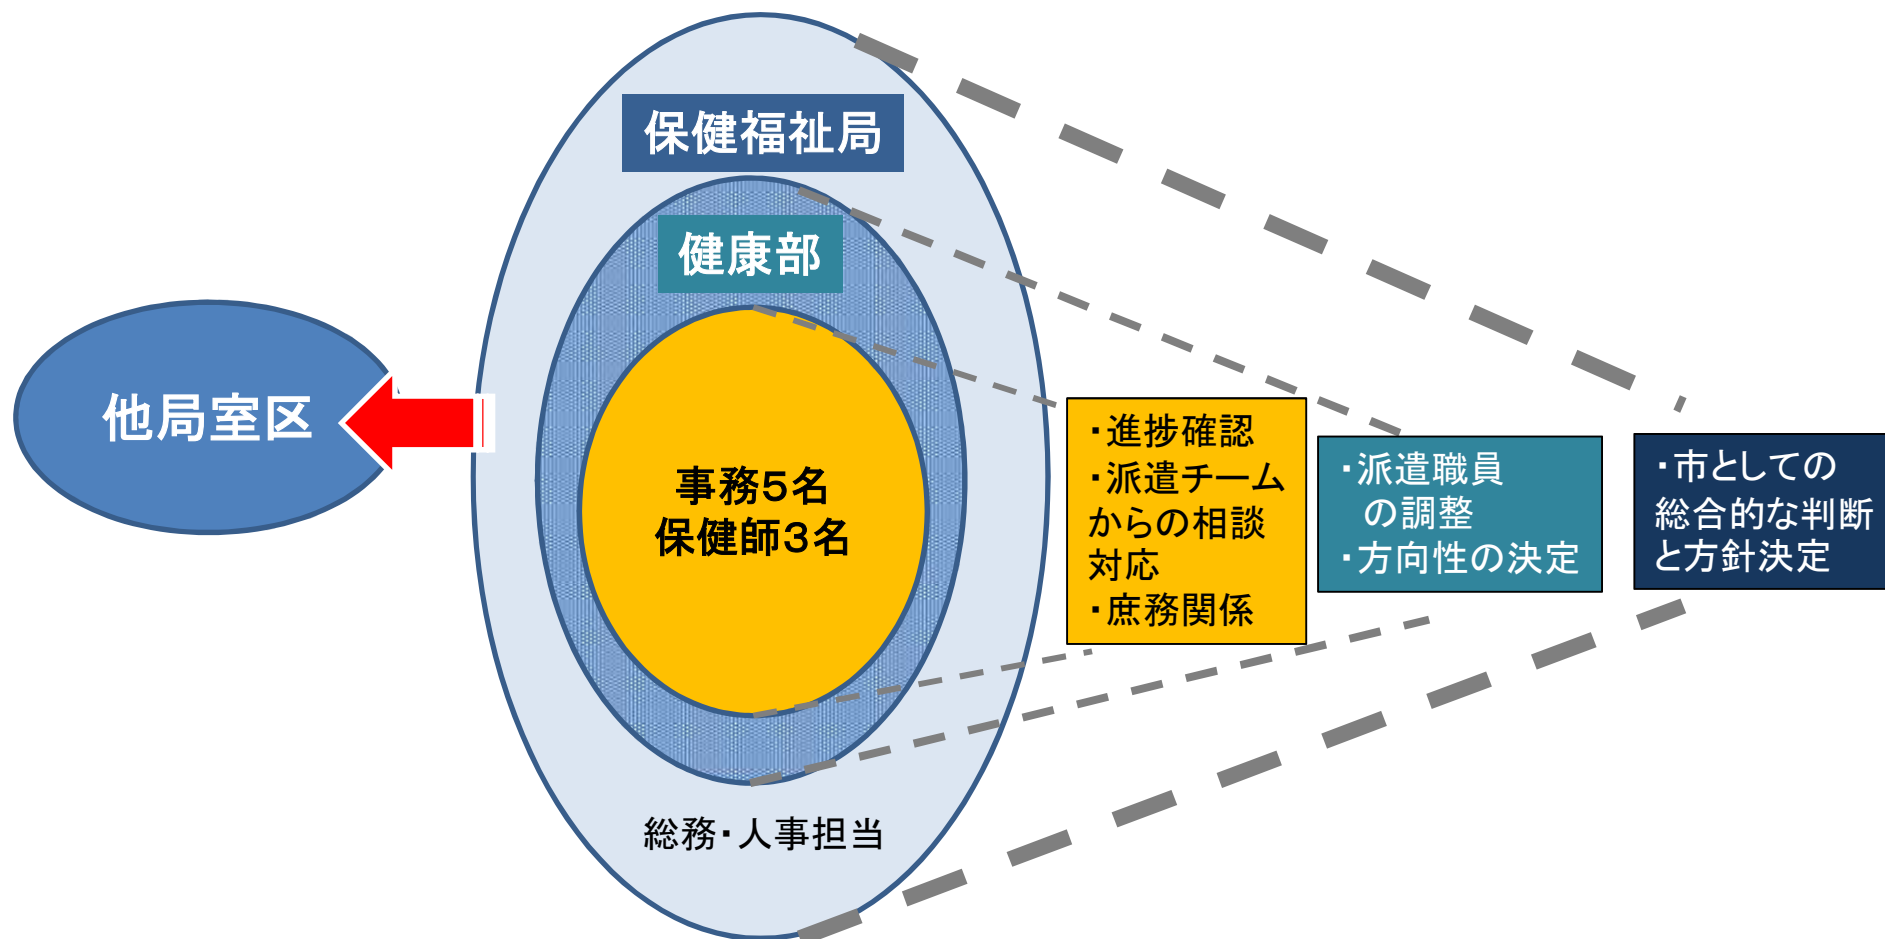 保健福祉局
健康部
他局室区
事務5名
保健師3名
総務・人事担当
・進捗確認
・派遣チーム
からの相談
対応
・庶務関係
・派遣職員
の調整
・方向性の決定
・市としての
総合的な判断
と方針決定